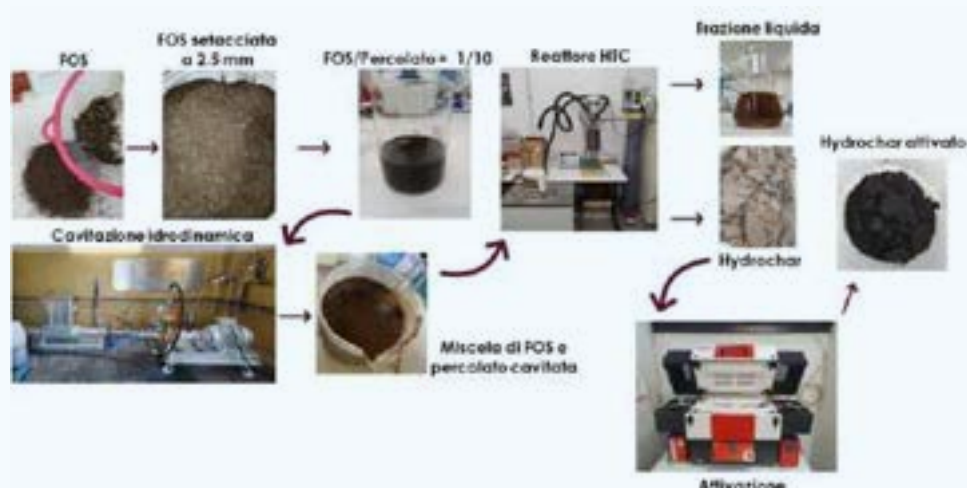 FOS
FOS setacciata
a 2.5 mm
FOS/Percolato = 1/10
Reattore HTC
Frazione liquida
Hydrochar attivato
Cavitazione idrodinamica
Hydrochar
Miscela di FOS e
percolato cavitata
Attivazione